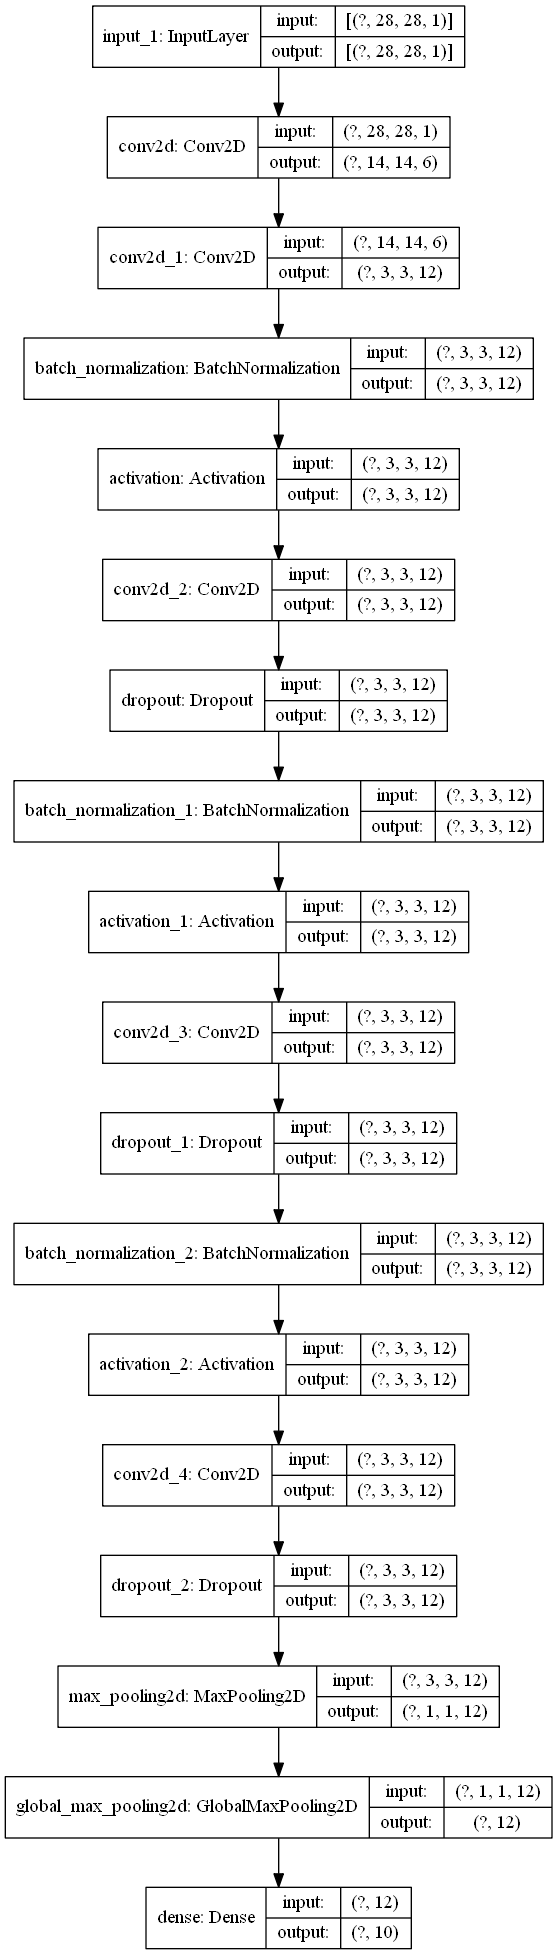 input_1: InputLayer
input: [(?, 28, 28, 1)]
output: [(?, 28, 28, 1)]
conv2d: Conv2D
input: (?, 28, 28, 1)
output: (?, 14, 14, 6)
conv2d_1: Conv2D
input: (?, 14, 14, 6)
output: (?, 3, 3, 12)
batch_normalization: BatchNormalization
input: (?, 3, 3, 12)
output: (?, 3, 3, 12)
activation: Activation
input: (?, 3, 3, 12)
output: (?, 3, 3, 12)
conv2d_2: Conv2D
input: (?, 3, 3, 12)
output: (?, 3, 3, 12)
dropout: Dropout
input: (?, 3, 3, 12)
output: (?, 3, 3, 12)
batch_normalization_1: BatchNormalization
input: (?, 3, 3, 12)
output: (?, 3, 3, 12)
activation_1: Activation
input: (?, 3, 3, 12)
output: (?, 3, 3, 12)
conv2d_3: Conv2D
input: (?, 3, 3, 12)
output: (?, 3, 3, 12)
dropout_1: Dropout
input: (?, 3, 3, 12)
output: (?, 3, 3, 12)
batch_normalization_2: BatchNormalization
input: (?, 3, 3, 12)
output: (?, 3, 3, 12)
activation_2: Activation
input: (?, 3, 3, 12)
output: (?, 3, 3, 12)
conv2d_4: Conv2D
input: (?, 3, 3, 12)
output: (?, 3, 3, 12)
dropout_2: Dropout
input: (?, 3, 3, 12)
output: (?, 3, 3, 12)
max_pooling2d: MaxPooling2D
input: (?, 3, 3, 12)
output: (?, 1, 1, 12)
global_max_pooling2d: GlobalMaxPooling2D
input: (?, 1, 1, 12)
output: (?, 12)
dense: Dense
input: (?, 12)
output: (?, 10)